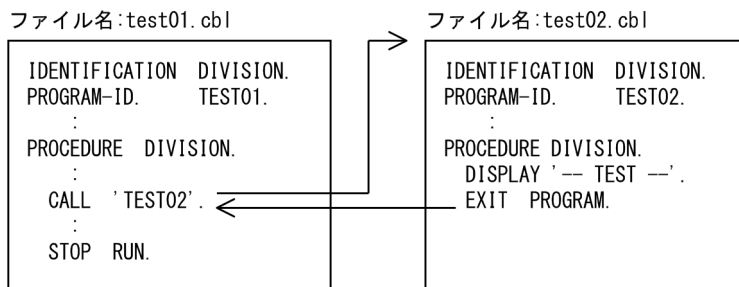 ファイル名:test01.cbl
IDENTIFICATION DIVISION.
PROGRAM-ID. TEST01.
:
PROCEDURE DIVISION.
:
CALL 'TEST02'.
:
STOP RUN.
ファイル名:test02.cbl
IDENTIFICATION DIVISION.
PROGRAM-ID. TEST02.
:
PROCEDURE DIVISION.
DISPLAY '-- TEST --'.
EXIT PROGRAM.